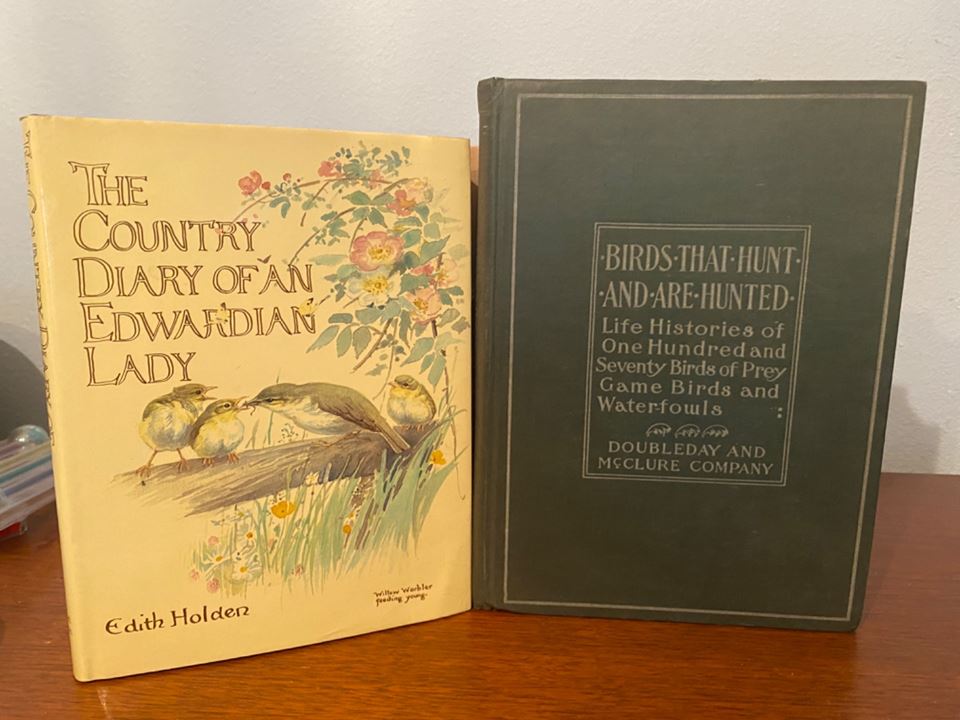 THE
COUNTRY
DIARY OF AN
EDWARDIAN
LADY
Willow Warbler
feeding young.
Edith Holden
BIRDS·THAT·HUNT·
·AND·ARE·HUNTED·
Life Histories of
One Hundred and
Seventy Birds of Prey
Game Birds and
Waterfowls :
DOUBLEDAY AND
McCLURE COMPANY